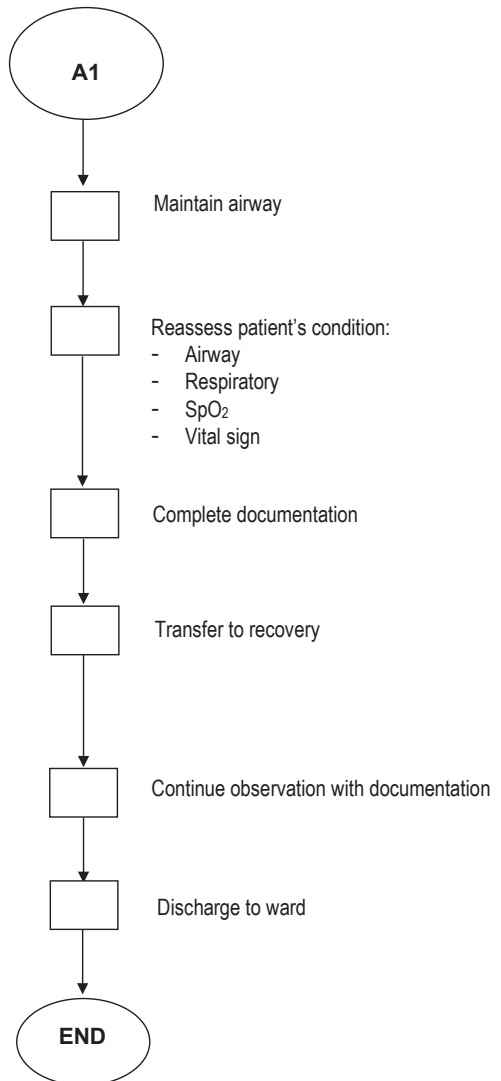 A1
Maintain airway
Reassess patient’s condition:
- Airway
- Respiratory
- SpO₂
- Vital sign
Complete documentation
Transfer to recovery
Continue observation with documentation
Discharge to ward
END